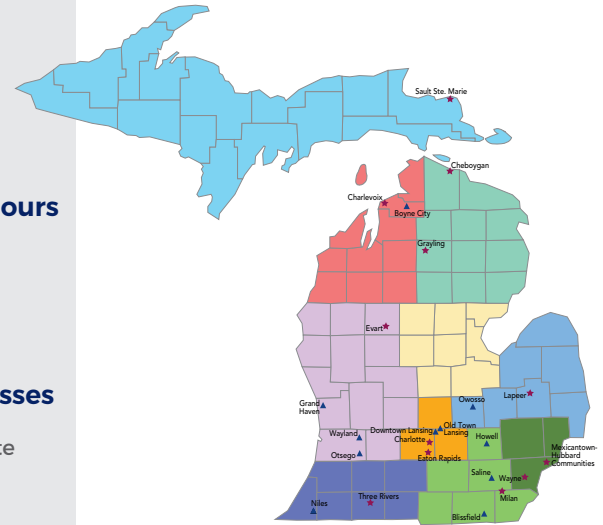 ours
sses
te
Sault Ste. Marie
Cheboygan
Charlevoix
Boyne City
Grayling
Evart
Grand
Haven
Owosso
Lapeer
Wayland
Downtown Lansing
Old Town
Lansing
Charlotte
Howell
Otsego
Eaton Rapids
Mexicantown-
Hubbard
Communities
Saline
Wayne
Three Rivers
Milan
Niles
Blissfield